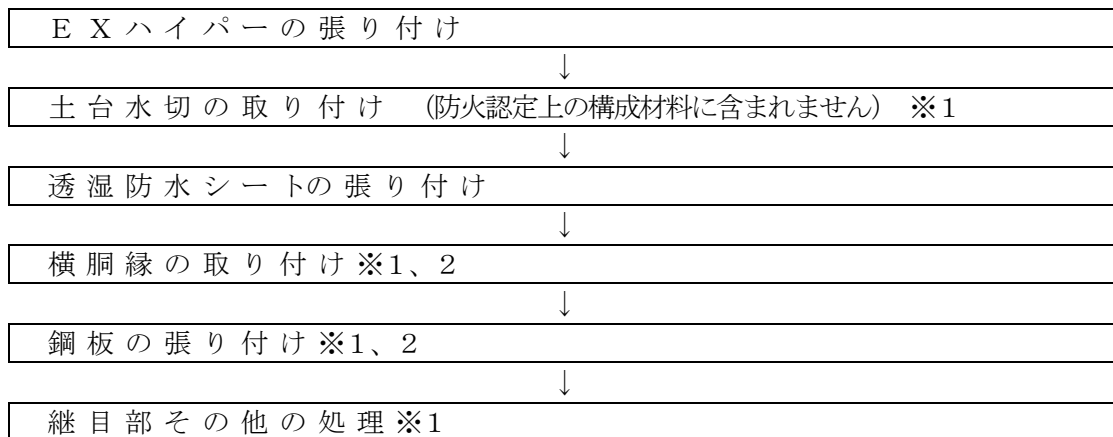 ＥＸハイパーの張り付け
↓
土台水切の取り付け (防火認定上の構成材料に含まれません) ※１
↓
透湿防水シートの張り付け
↓
横胴縁の取り付け※１、２
↓
鋼板の張り付け※１、２
↓
継目部その他の処理※１